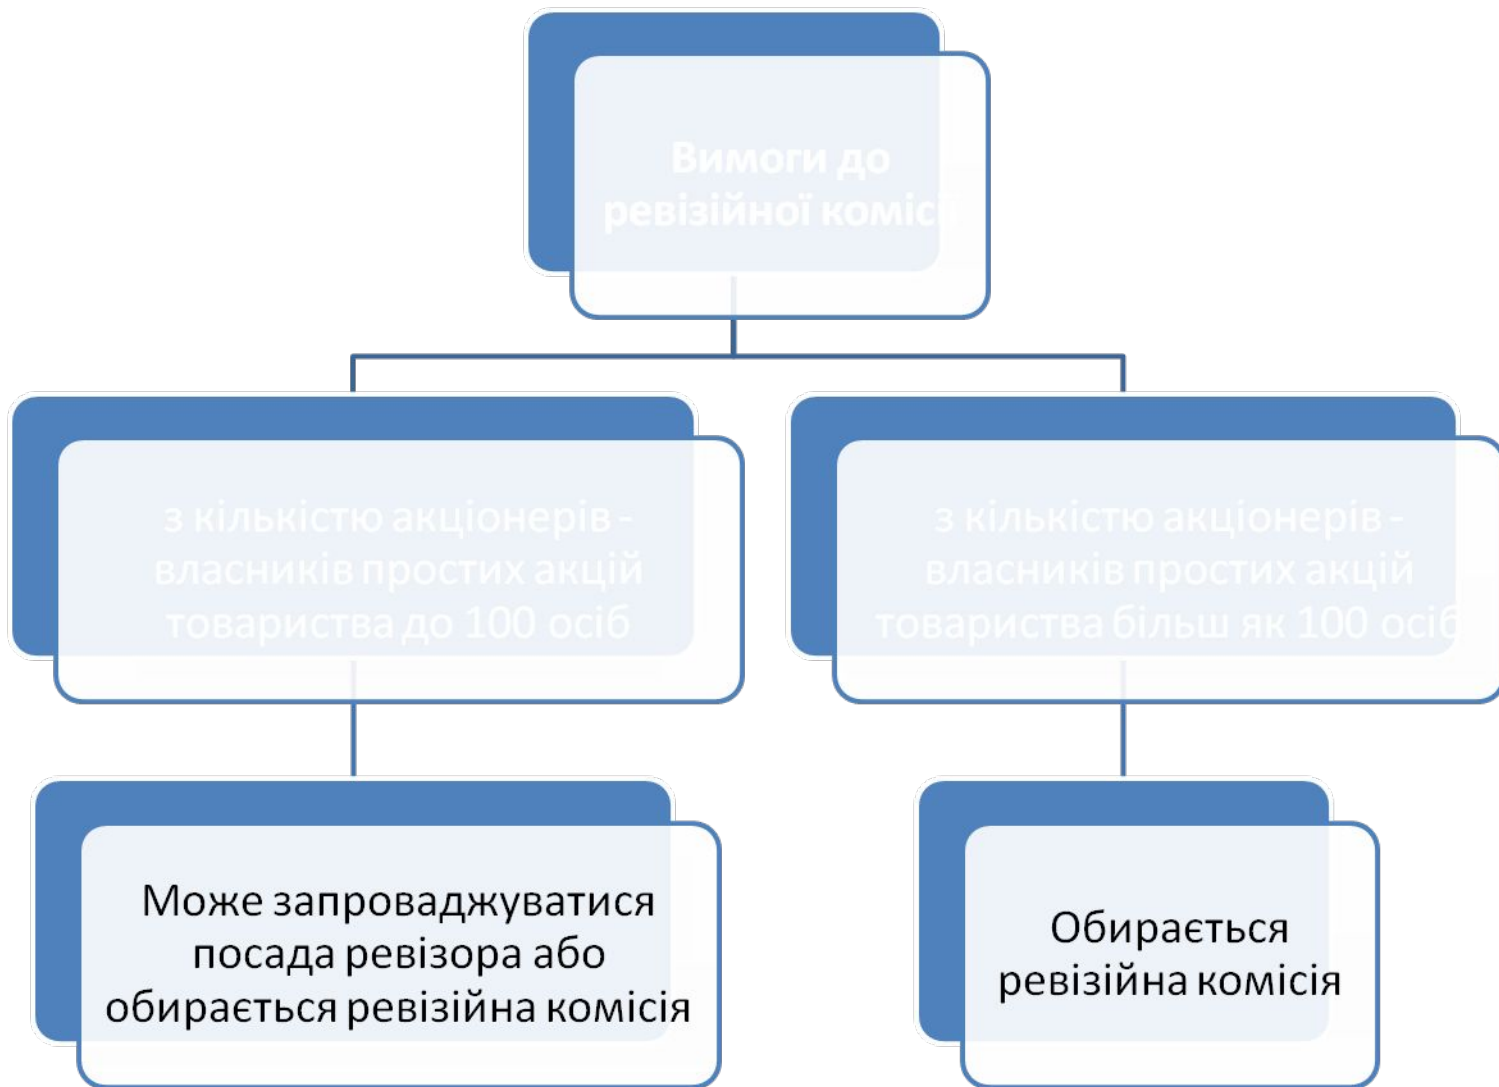 Вимоги до
ревізійної комісії
з кількістю акціонерів -
власників простих акцій
товариства до 100 осіб
з кількістю акціонерів -
власників простих акцій
товариства більш як 100 осіб
Може запроваджуватися
посада ревізора або
обирається ревізійна комісія
Обирається
ревізійна комісія